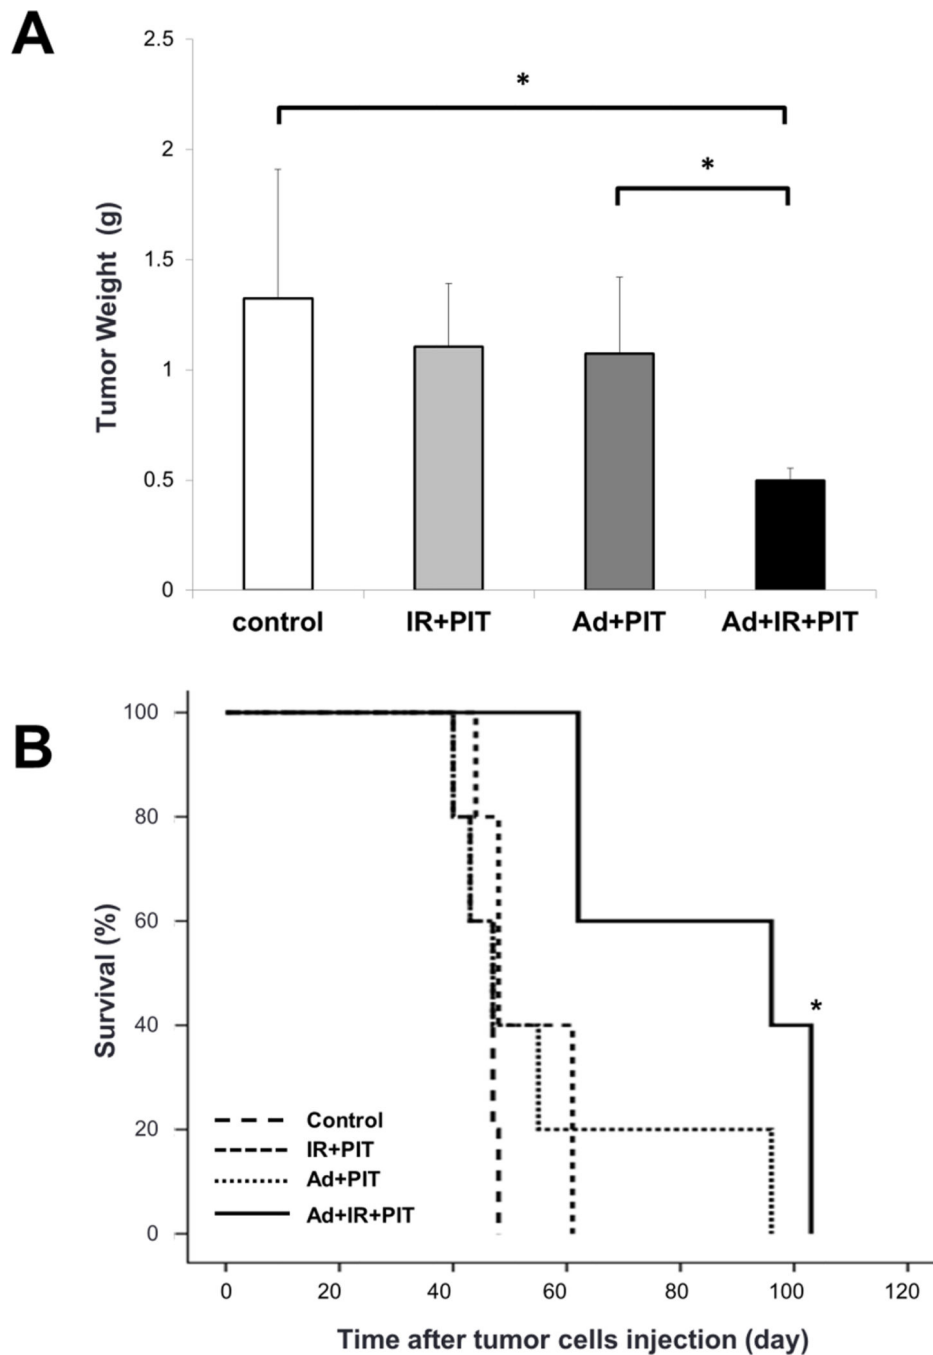 A
2.5
*
2
*
1.5
1
0.5
0
Tumor Weight (g)
control IR+PIT Ad+PIT Ad+IR+PIT
B
100
80
60
40
20
0
Survival (%)
*
Control
IR+PIT
Ad+PIT
Ad+IR+PIT
0 20 40 60 80 100 120
Time after tumor cells injection (day)